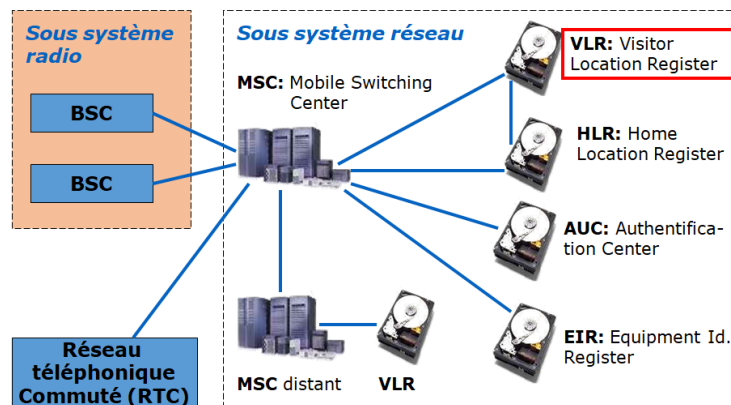 Sous système
radio
BSC
BSC
Réseau
téléphonique
Commuté (RTC)
Sous système réseau
MSC: Mobile Switching
Center
VLR: Visitor
Location Register
HLR: Home
Location Register
AUC: Authentifica-
tion Center
EIR: Equipment Id.
Register
MSC distant
VLR